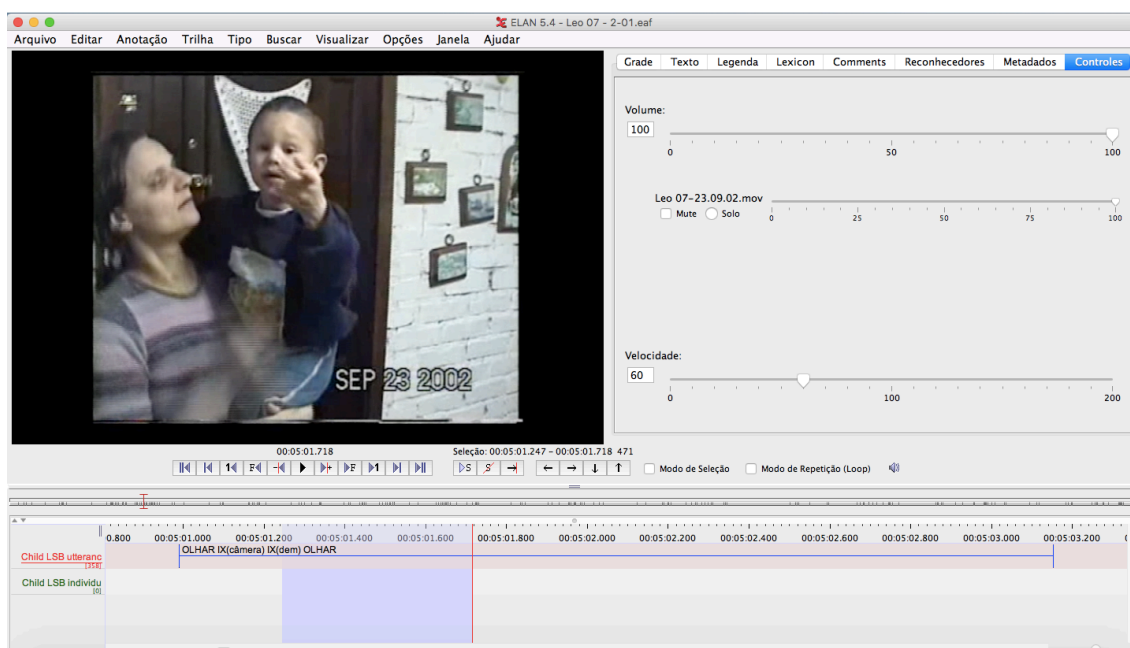 ELAN 5.4 - Leo 07 - 2-01.eaf
Arquivo Editar Anotação Trilha Tipo Buscar Visualizar Opções Janela Ajudar
Grade Texto Legenda Lexicon Comments Reconhecedores Metadados Controles
Volume:
100
0 50 100
Leo 07-23.09.02.mov
Mute Solo
0 25 50 75 100
SEP 23 2002
Velocidade:
60
0 100 200
00:05:01.718
Seleção: 00:05:01.247 - 00:05:01.718 471
Modo de Seleção Modo de Repetição (Loop)
0.800 00:05:01.000 00:05:01.200 00:05:01.400 00:05:01.600 00:05:01.800 00:05:02.000 00:05:02.200 00:05:02.400 00:05:02.600 00:05:02.800 00:05:03.000 00:05:03.200
OLHAR IX(câmera) IX(dem) OLHAR
Child LSB utteranc
[358]
Child LSB individu
[0]